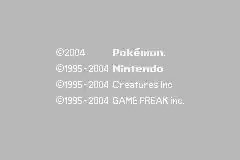 ©2004 Pokémon.
©1995-2004 Nintendo
©1995-2004 Creatures Inc
©1995-2004 GAME FREAK inc.